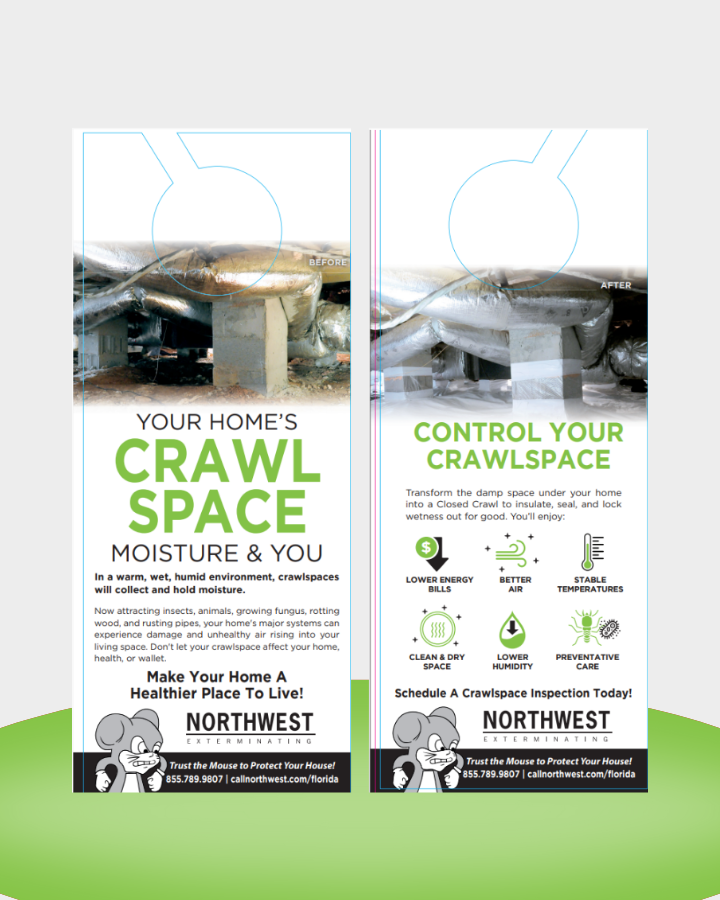 BEFORE
YOUR HOME'S
CRAWL
SPACE
MOISTURE & YOU
In a warm, wet, humid environment, crawlspaces
will collect and hold moisture.
Now attracting insects, animals, growing fungus, rotting
wood, and rusting pipes, your home's major systems can
experience damage and unhealthy air rising into your
living space. Don't let your crawlspace affect your home,
health, or wallet.
Make Your Home A
Healthier Place To Live!
NORTHWEST
EXTERMINATING
Trust the Mouse to Protect Your House!
855.789.9807 | callnorthwest.com/florida
AFTER
CONTROL YOUR
CRAWLSPACE
Transform the damp space under your home
into a Closed Crawl to insulate, seal, and lock
wetness out for good. You'll enjoy:
$
LOWER ENERGY
BILLS
BETTER
AIR
STABLE
TEMPERATURES
CLEAN & DRY
SPACE
LOWER
HUMIDITY
PREVENTATIVE
CARE
Schedule A Crawlspace Inspection Today!
NORTHWEST
EXTERMINATING
Trust the Mouse to Protect Your House!
855.789.9807 | callnorthwest.com/florida